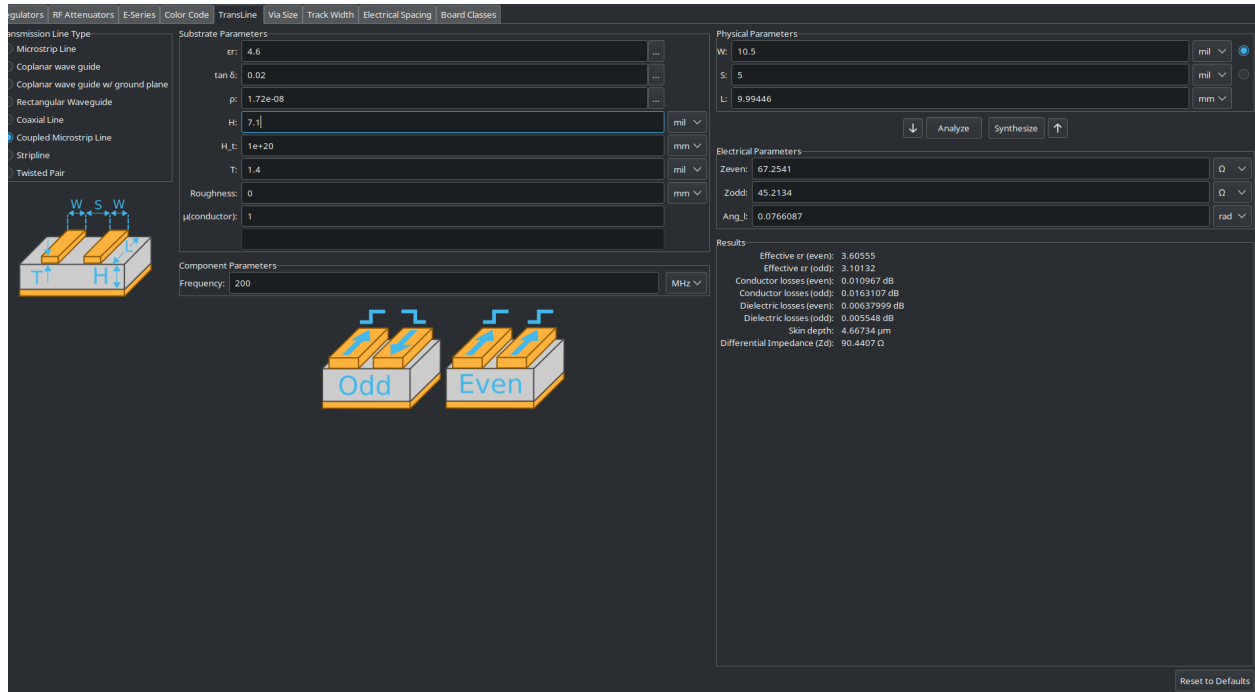 egulators RF Attenuators E-Series Color Code TransLine Via Size Track Width Electrical Spacing Board Classes
ansmission Line Type
Microstrip Line
Coplanar wave guide
Coplanar wave guide w/ ground plane
Rectangular Waveguide
Coaxial Line
Coupled Microstrip Line
Stripline
Twisted Pair
W S W
L
T H
Substrate Parameters
εr: 4.6 ...
tan δ: 0.02 ...
ρ: 1.72e-08 ...
H: 7.1 mil
H_t: 1e+20 mm
T: 1.4 mil
Roughness: 0 mm
μ(conductor): 1
Component Parameters
Frequency: 200 MHz
Odd Even
Physical Parameters
W: 10.5 mil
S: 5 mil
L: 9.99446 mm
Analyze Synthesize
Electrical Parameters
Zeven: 67.2541 Ω
Zodd: 45.2134 Ω
Ang_l: 0.0766087 rad
Results
Effective εr (even): 3.60555
Effective εr (odd): 3.10132
Conductor losses (even): 0.010967 dB
Conductor losses (odd): 0.0163107 dB
Dielectric losses (even): 0.00637999 dB
Dielectric losses (odd): 0.005548 dB
Skin depth: 4.66734 μm
Differential Impedance (Zd): 90.4407 Ω
Reset to Defaults